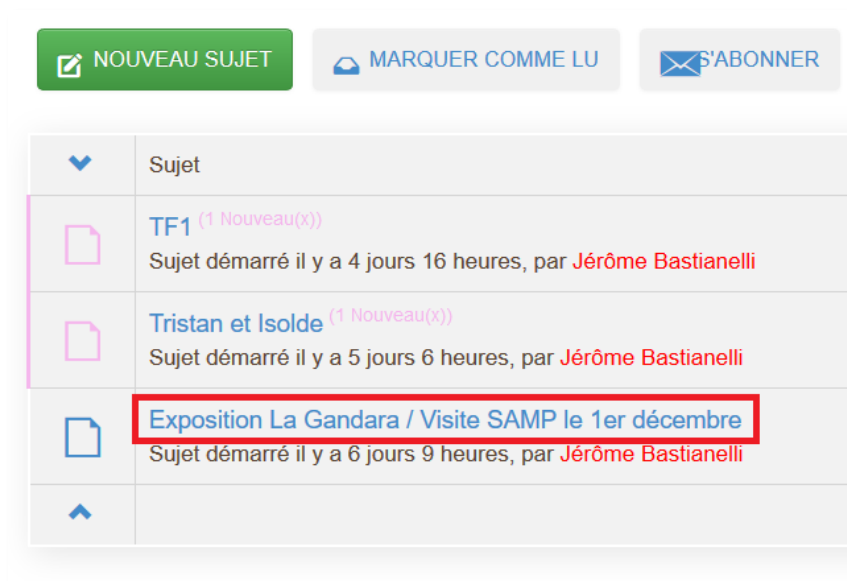 NOUVEAU SUJET
MARQUER COMME LU
S'ABONNER
Sujet
TF1 (1 Nouveau(x))
Sujet démarré il y a 4 jours 16 heures, par Jérôme Bastianelli
Tristan et Isolde (1 Nouveau(x))
Sujet démarré il y a 5 jours 6 heures, par Jérôme Bastianelli
Exposition La Gandara / Visite SAMP le 1er décembre
Sujet démarré il y a 6 jours 9 heures, par Jérôme Bastianelli